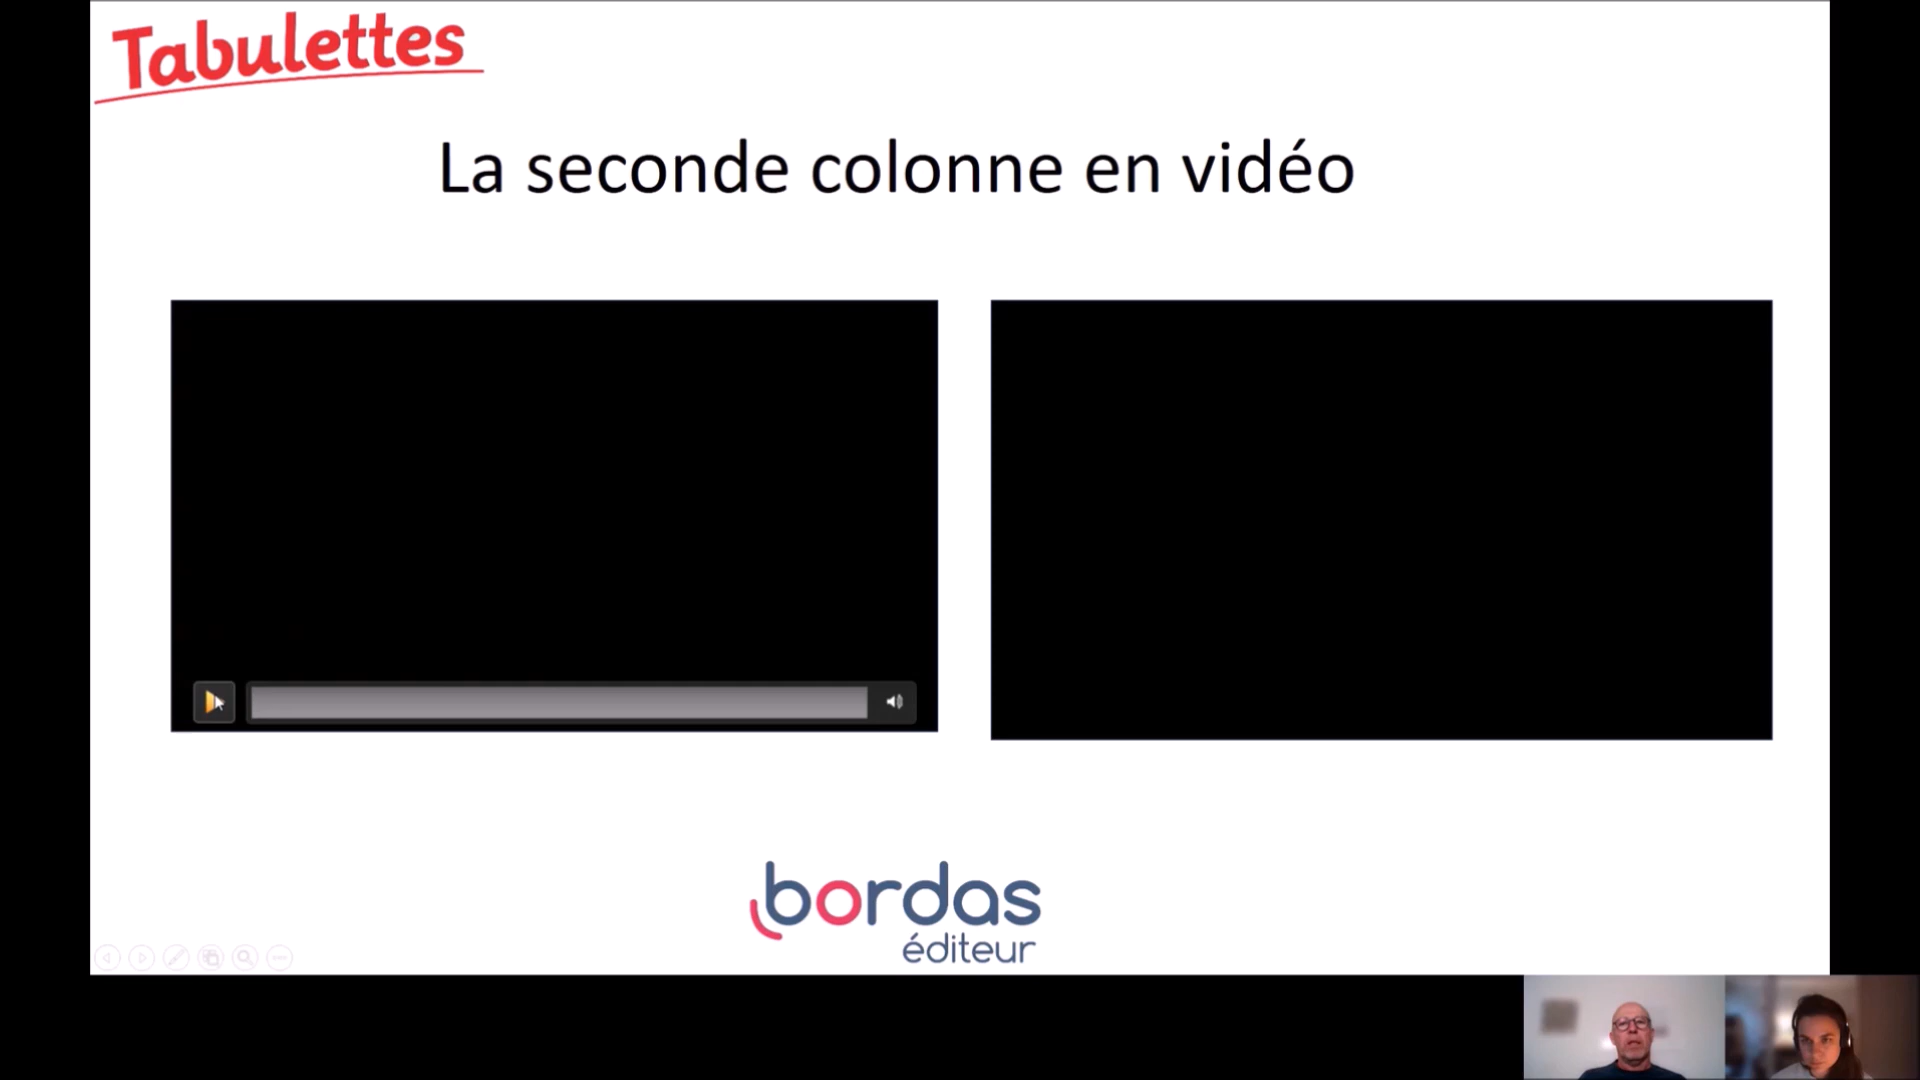 Tabulettes
La seconde colonne en vidéo
bordas
éditeur